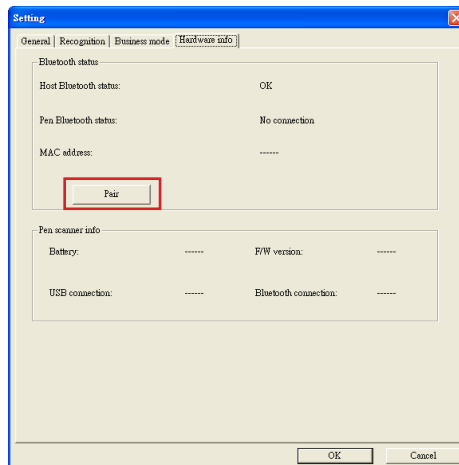 Setting
General Recognition Business mode Hardware info
Bluetooth status
Host Bluetooth status: OK
Pen Bluetooth status: No connection
MAC address: ------
Pair
Pen scanner info
Battery: ------ F/W version: ------
USB connection: ------ Bluetooth connection: ------
OK Cancel